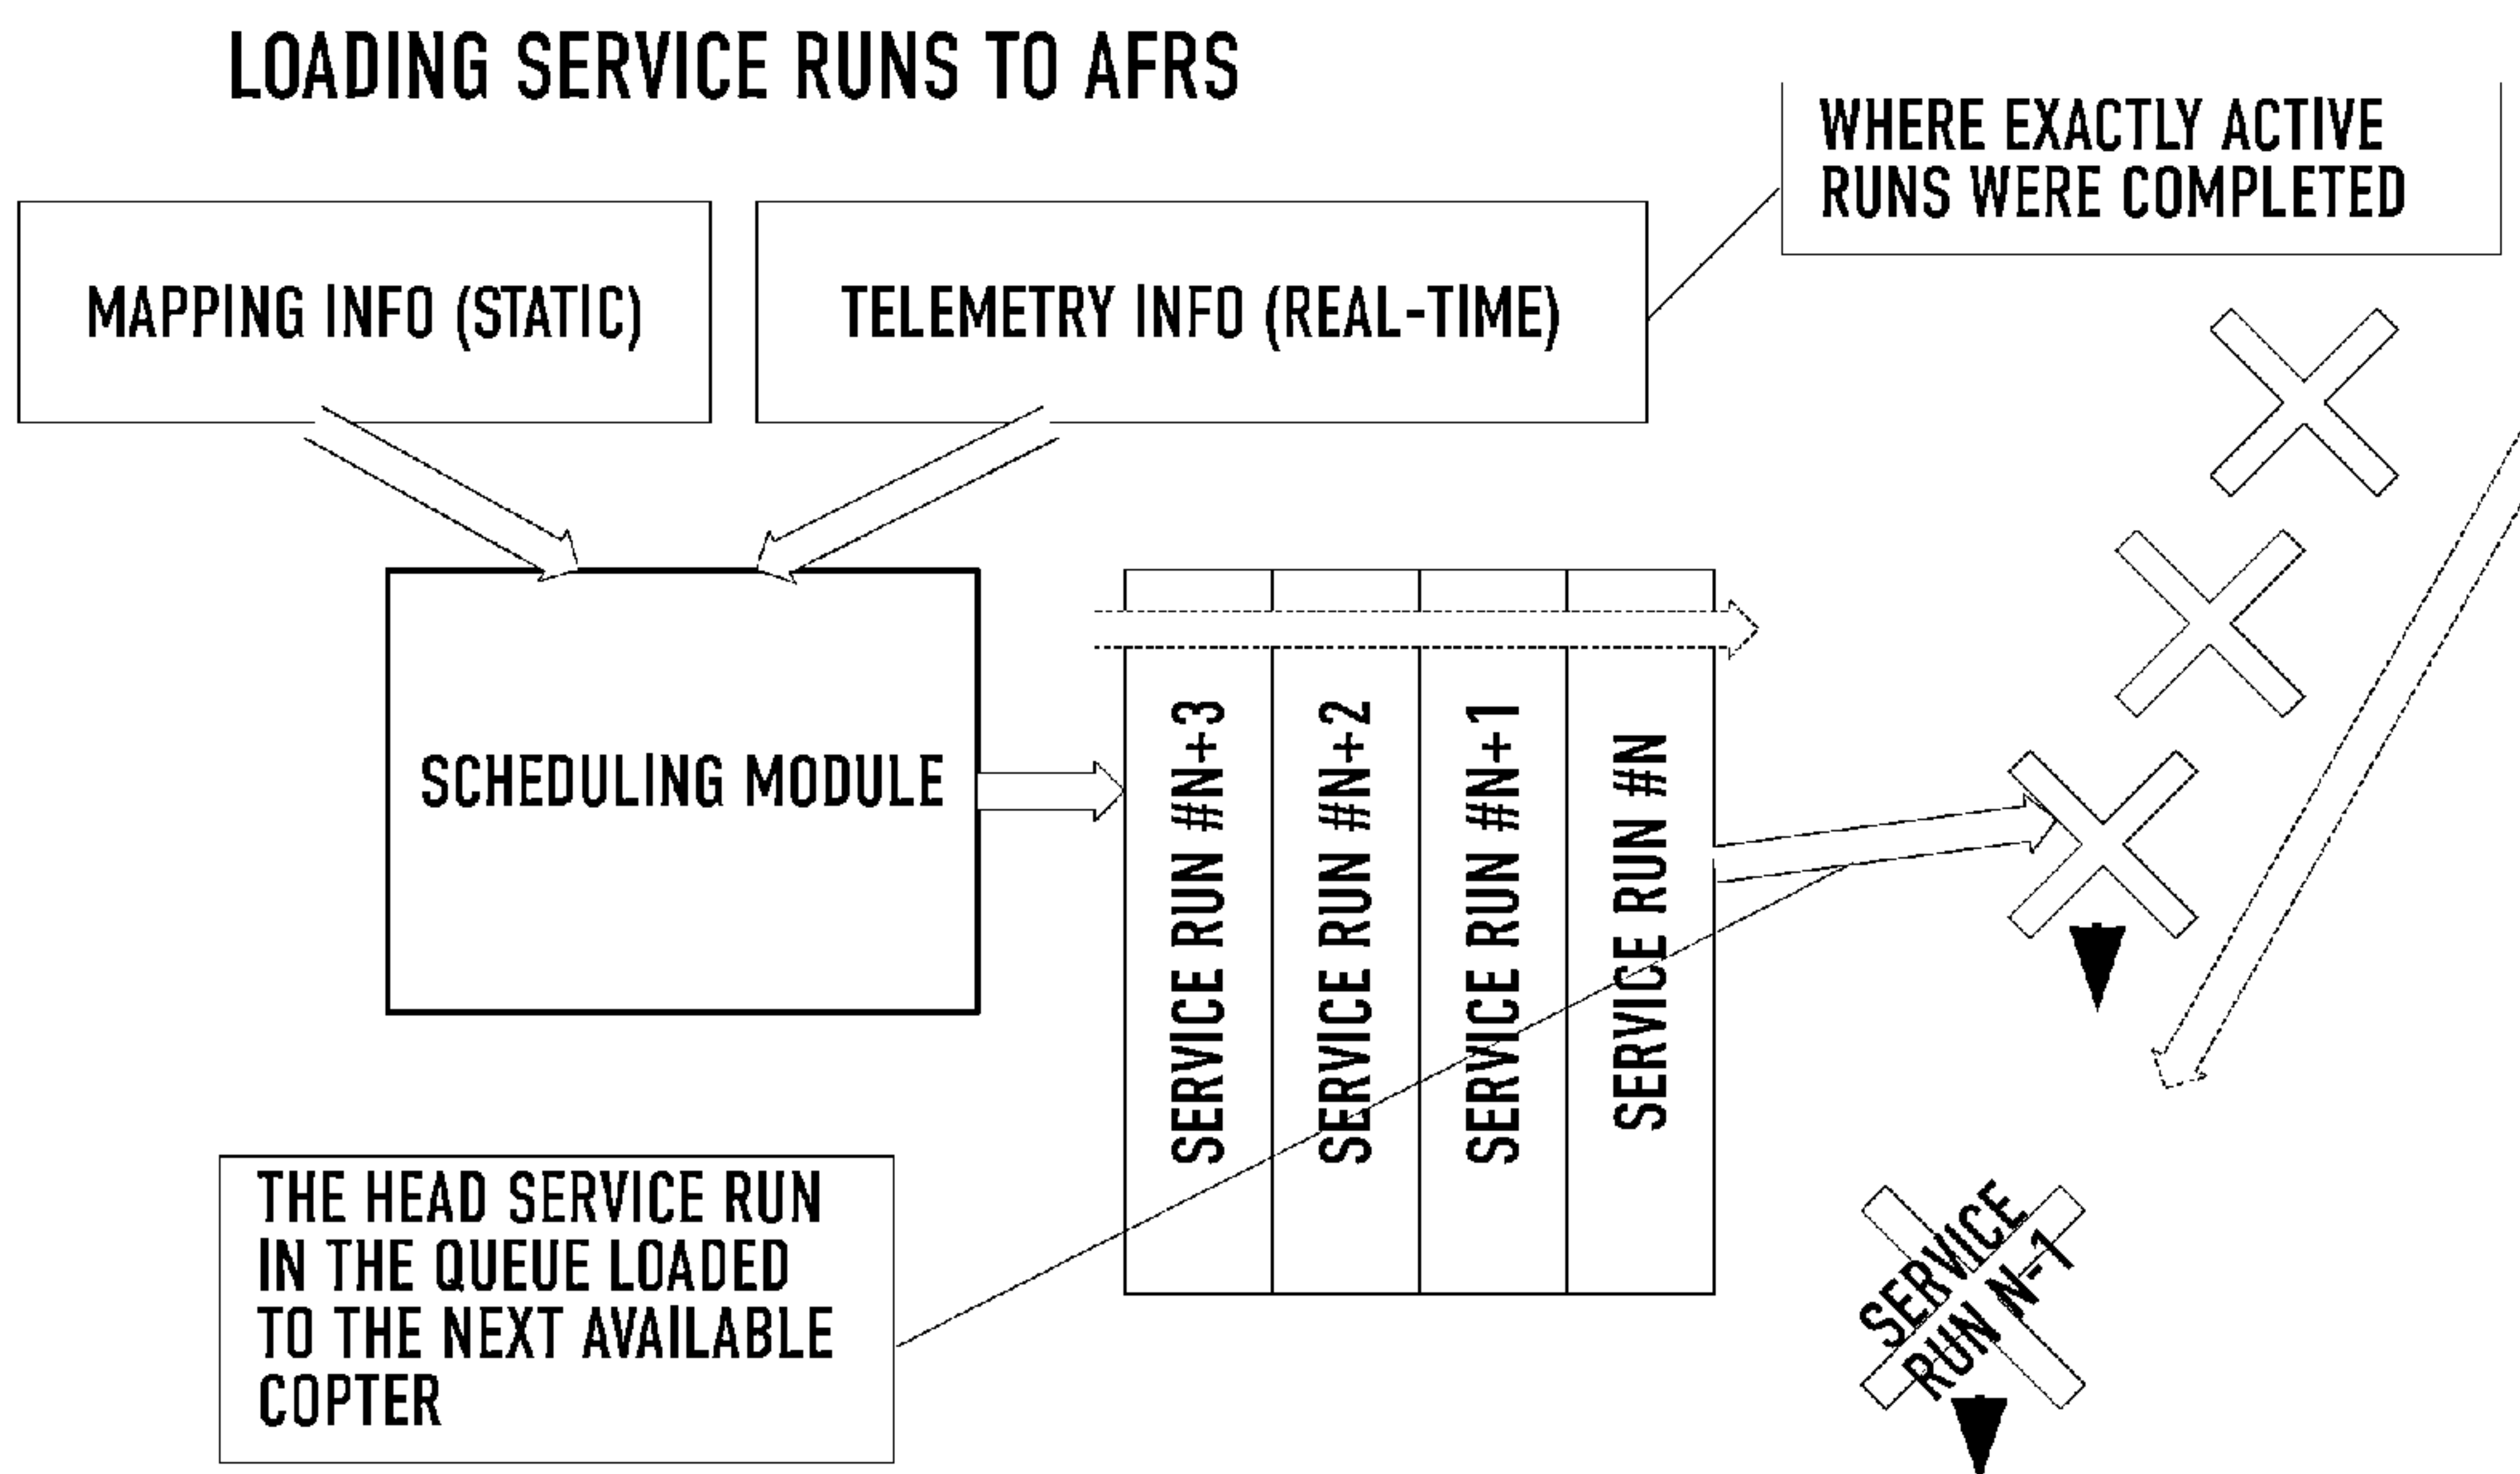 LOADING SERVICE RUNS TO AFRS
WHERE EXACTLY ACTIVE
RUNS WERE COMPLETED
MAPPING INFO (STATIC)
TELEMETRY INFO (REAL-TIME)
SCHEDULING MODULE
SERVICE RUN #N+3
SERVICE RUN #N+2
SERVICE RUN #N+1
SERVICE RUN #N
THE HEAD SERVICE RUN
IN THE QUEUE LOADED
TO THE NEXT AVAILABLE
COPTER
SERVICE
RUN N-1